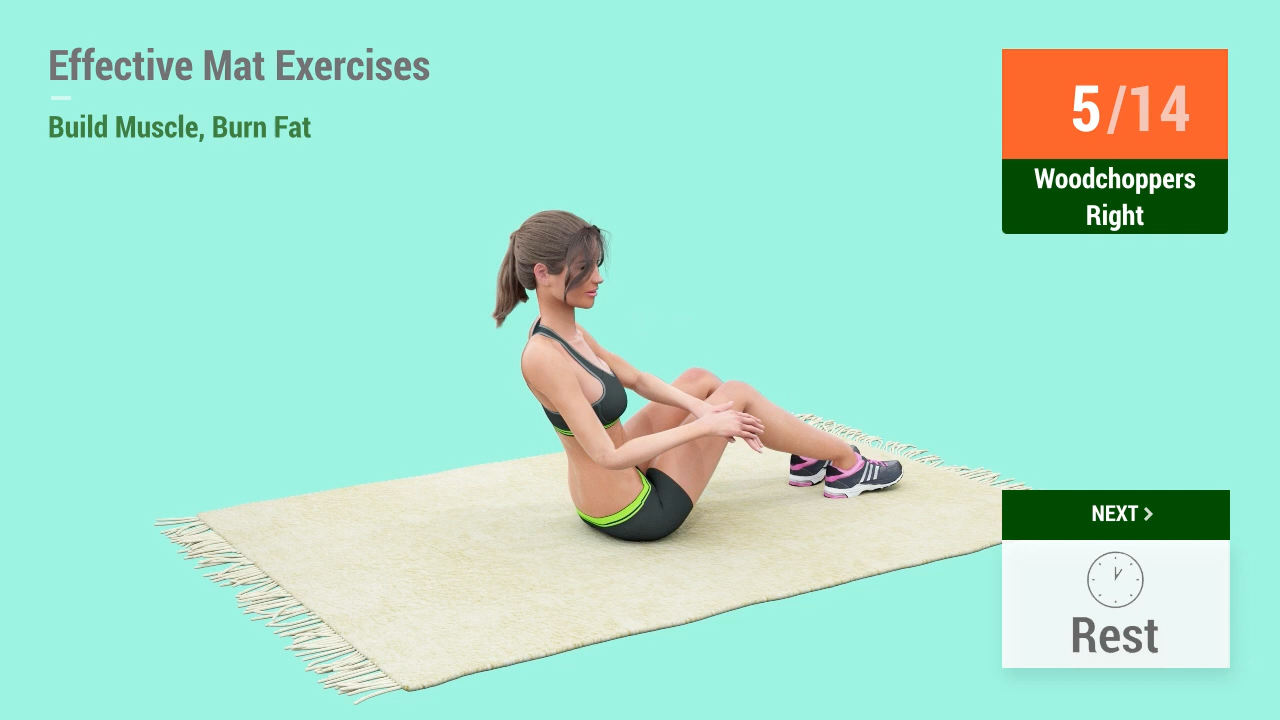 Effective Mat Exercises
Build Muscle, Burn Fat
5/14
Woodchoppers
Right
NEXT >
Rest